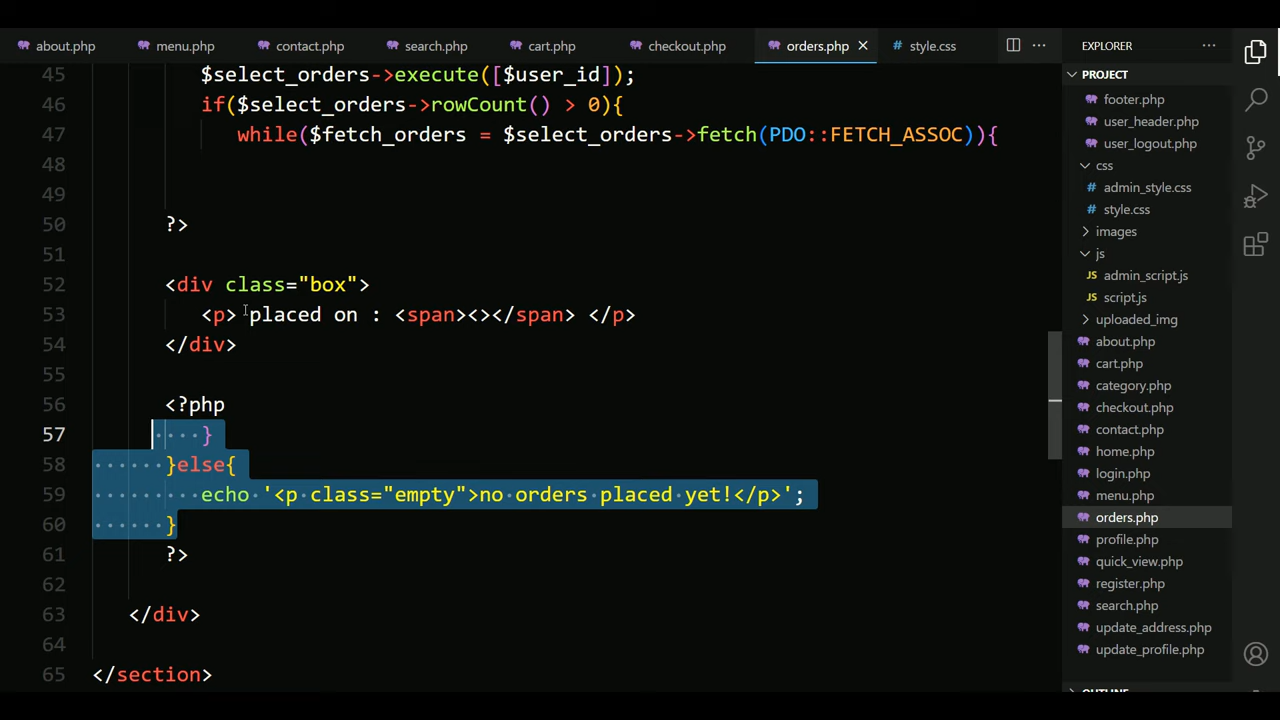 about.php menu.php contact.php search.php cart.php checkout.php orders.php style.css
EXPLORER
PROJECT
footer.php
user_header.php
user_logout.php
css
admin_style.css
style.css
images
JS
admin_script.js
script.js
uploaded_img
about.php
cart.php
category.php
checkout.php
contact.php
home.php
login.php
menu.php
orders.php
profile.php
quick_view.php
register.php
search.php
update_address.php
update_profile.php
45 $select_orders->execute([$user_id]);
46 if($select_orders->rowCount() > 0){
47 while($fetch_orders = $select_orders->fetch(PDO::FETCH_ASSOC)){
48
49
50 ?>
51
52 <div class="box">
53 <p> placed on : <span><></span> </p>
54 </div>
55
56 <?php
57 }
58 }else{
59 echo '<p class="empty">no orders placed yet!</p>';
60 }
61 ?>
62
63 </div>
64
65 </section>